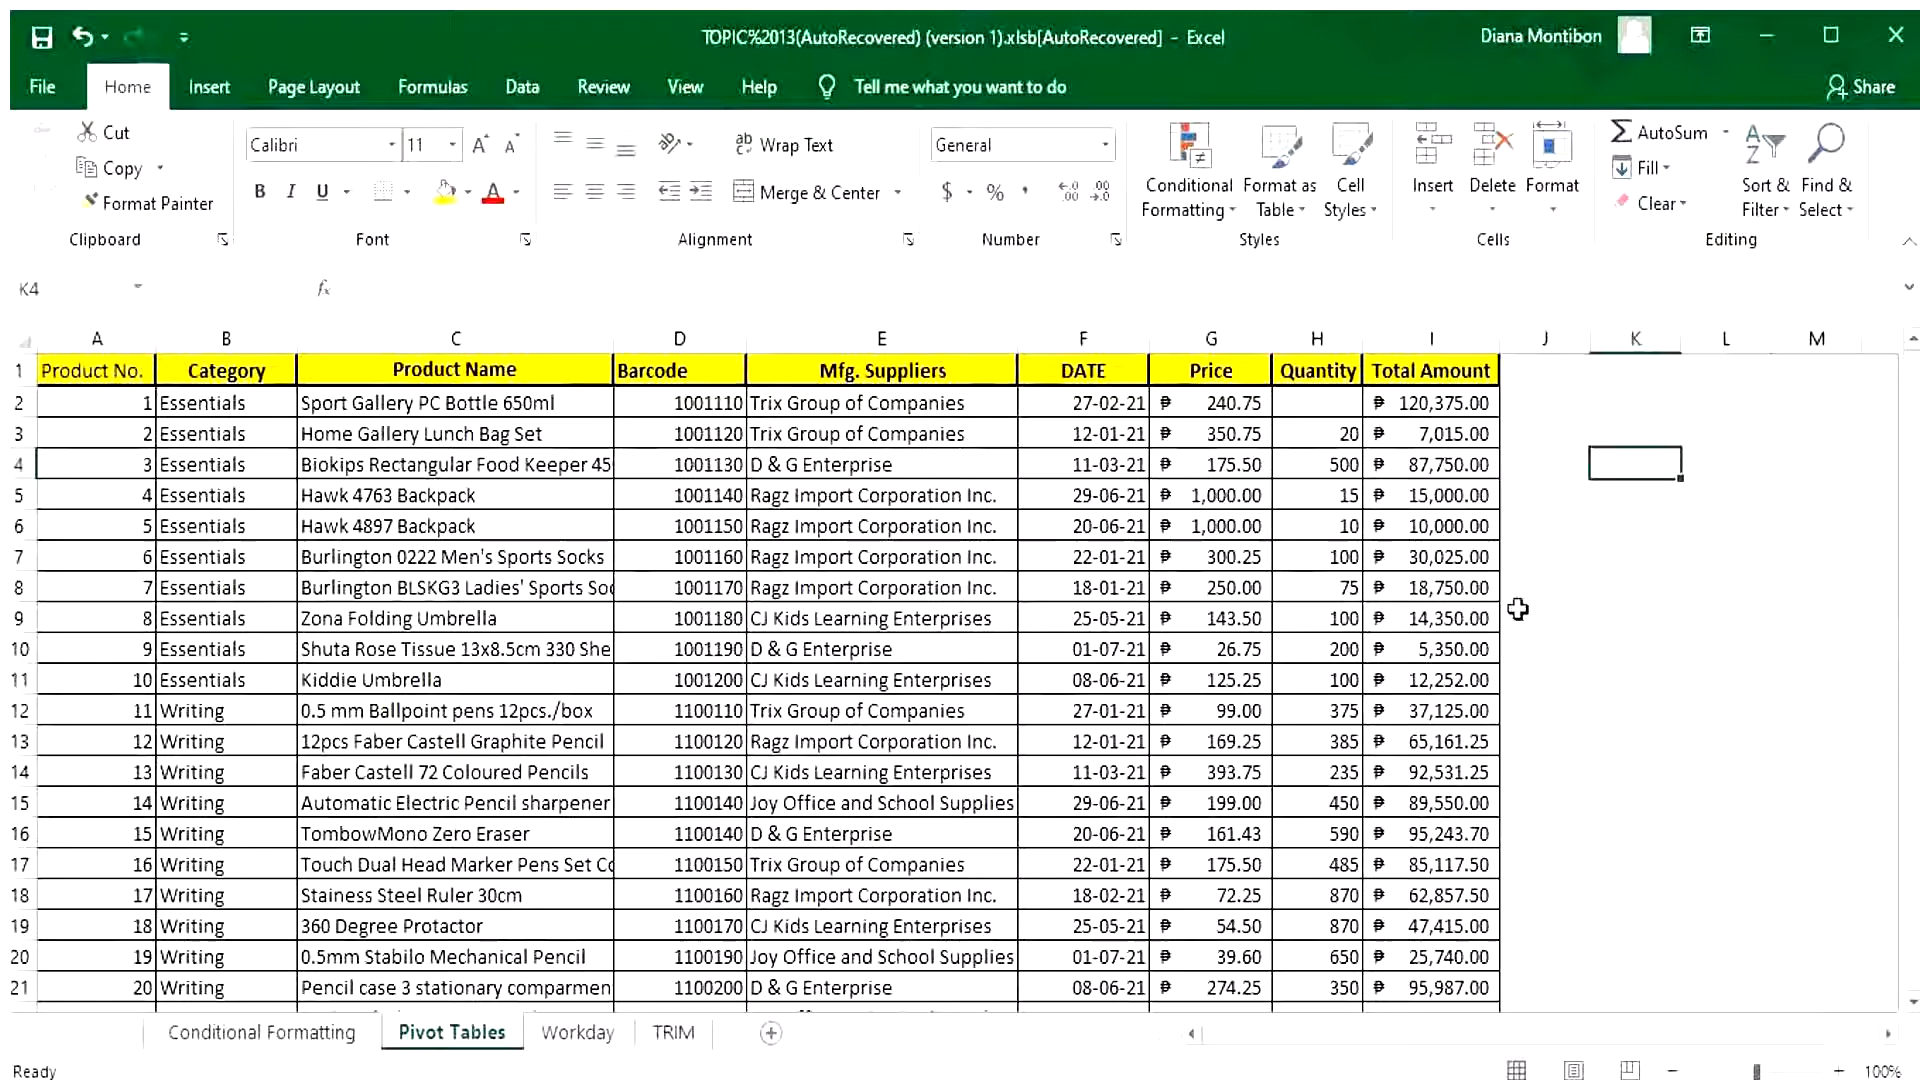 TOPIC%2013(AutoRecovered) (version 1).xlsb[AutoRecovered] - Excel
Diana Montibon
File Home Insert Page Layout Formulas Data Review View Help Tell me what you want to do Share
Cut
Copy
Format Painter
Clipboard
Calibri 11
B I U
Font
Wrap Text
Merge & Center
Alignment
General
$ % ,
Number
Conditional Formatting
Format as Table
Cell Styles
Styles
Insert Delete Format
Cells
AutoSum
Fill
Clear
Sort & Filter
Find & Select
Editing
K4 fx
A B C D E F G H I J K L M
1 Product No. Category Product Name Barcode Mfg. Suppliers DATE Price Quantity Total Amount
2 1 Essentials Sport Gallery PC Bottle 650ml 1001110 Trix Group of Companies 27-02-21 ₱ 240.75 ₱ 120,375.00
3 2 Essentials Home Gallery Lunch Bag Set 1001120 Trix Group of Companies 12-01-21 ₱ 350.75 20 ₱ 7,015.00
4 3 Essentials Biokips Rectangular Food Keeper 45 1001130 D & G Enterprise 11-03-21 ₱ 175.50 500 ₱ 87,750.00
5 4 Essentials Hawk 4763 Backpack 1001140 Ragz Import Corporation Inc. 29-06-21 ₱ 1,000.00 15 ₱ 15,000.00
6 5 Essentials Hawk 4897 Backpack 1001150 Ragz Import Corporation Inc. 20-06-21 ₱ 1,000.00 10 ₱ 10,000.00
7 6 Essentials Burlington 0222 Men's Sports Socks 1001160 Ragz Import Corporation Inc. 22-01-21 ₱ 300.25 100 ₱ 30,025.00
8 7 Essentials Burlington BLSKG3 Ladies' Sports Soc 1001170 Ragz Import Corporation Inc. 18-01-21 ₱ 250.00 75 ₱ 18,750.00
9 8 Essentials Zona Folding Umbrella 1001180 CJ Kids Learning Enterprises 25-05-21 ₱ 143.50 100 ₱ 14,350.00
10 9 Essentials Shuta Rose Tissue 13x8.5cm 330 She 1001190 D & G Enterprise 01-07-21 ₱ 26.75 200 ₱ 5,350.00
11 10 Essentials Kiddie Umbrella 1001200 CJ Kids Learning Enterprises 08-06-21 ₱ 125.25 100 ₱ 12,252.00
12 11 Writing 0.5 mm Ballpoint pens 12pcs./box 1100110 Trix Group of Companies 27-01-21 ₱ 99.00 375 ₱ 37,125.00
13 12 Writing 12pcs Faber Castell Graphite Pencil 1100120 Ragz Import Corporation Inc. 12-01-21 ₱ 169.25 385 ₱ 65,161.25
14 13 Writing Faber Castell 72 Coloured Pencils 1100130 CJ Kids Learning Enterprises 11-03-21 ₱ 393.75 235 ₱ 92,531.25
15 14 Writing Automatic Electric Pencil sharpener 1100140 Joy Office and School Supplies 29-06-21 ₱ 199.00 450 ₱ 89,550.00
16 15 Writing TombowMono Zero Eraser 1100140 D & G Enterprise 20-06-21 ₱ 161.43 590 ₱ 95,243.70
17 16 Writing Touch Dual Head Marker Pens Set Co 1100150 Trix Group of Companies 22-01-21 ₱ 175.50 485 ₱ 85,117.50
18 17 Writing Stainess Steel Ruler 30cm 1100160 Ragz Import Corporation Inc. 18-02-21 ₱ 72.25 870 ₱ 62,857.50
19 18 Writing 360 Degree Protactor 1100170 CJ Kids Learning Enterprises 25-05-21 ₱ 54.50 870 ₱ 47,415.00
20 19 Writing 0.5mm Stabilo Mechanical Pencil 1100190 Joy Office and School Supplies 01-07-21 ₱ 39.60 650 ₱ 25,740.00
21 20 Writing Pencil case 3 stationary comparmen 1100200 D & G Enterprise 08-06-21 ₱ 274.25 350 ₱ 95,987.00
Conditional Formatting Pivot Tables Workday TRIM
Ready 100%